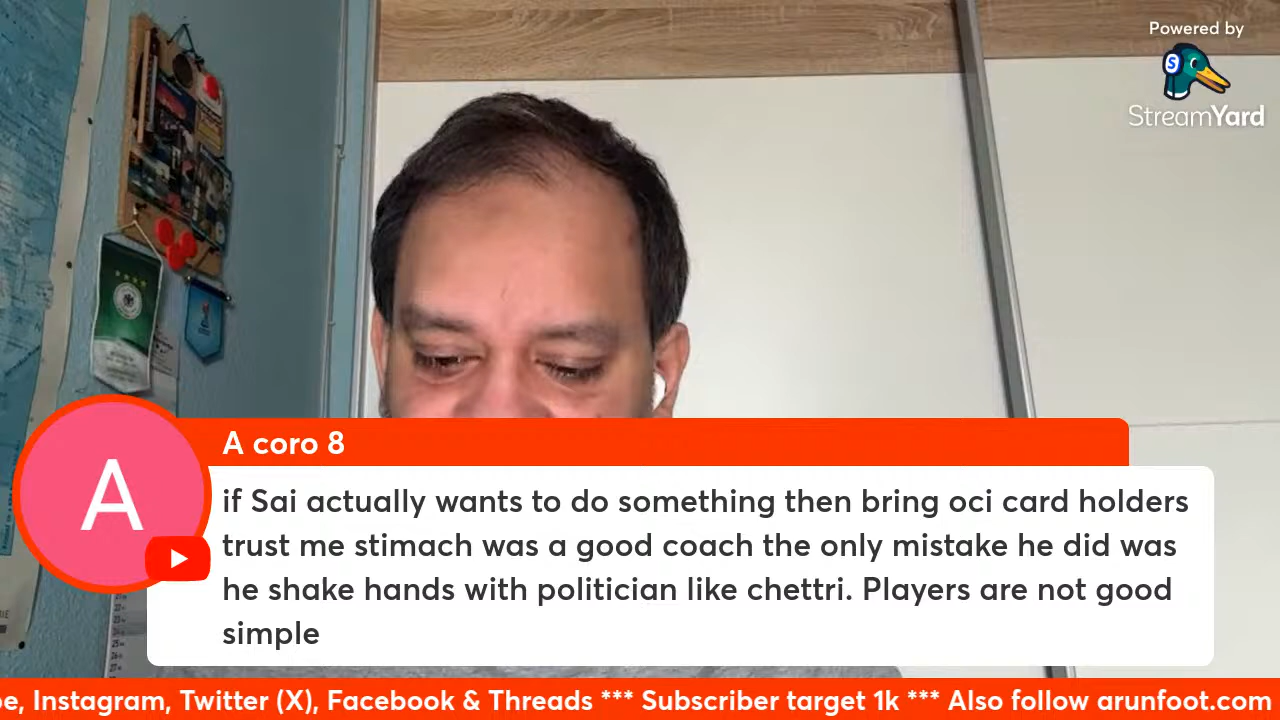 Powered by
S
StreamYard
A coro 8
A
if Sai actually wants to do something then bring oci card holders
trust me stimach was a good coach the only mistake he did was
he shake hands with politician like chettri. Players are not good
simple
be, Instagram, Twitter (X), Facebook & Threads *** Subscriber target 1k *** Also follow arunfoot.com